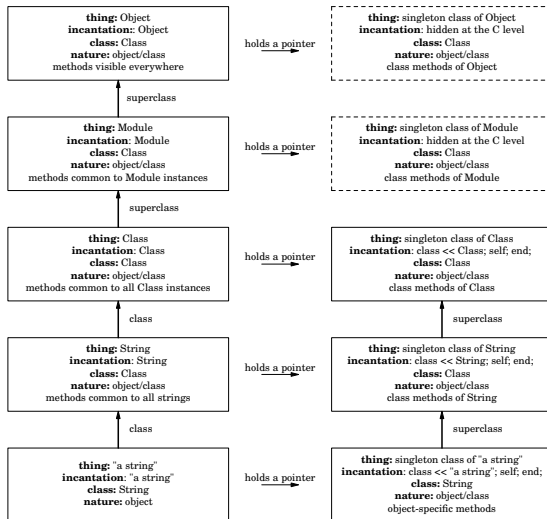 thing: Object
incantation:: Object
class: Class
nature: object/class
methods visible everywhere
holds a pointer
thing: singleton class of Object
incantation: hidden at the C level
class: Class
nature: object/class
class methods of Object
superclass
thing: Module
incantation: Module
class: Class
nature: object/class
methods common to Module instances
holds a pointer
thing: singleton class of Module
incantation: hidden at the C level
class: Class
nature: object/class
class methods of Module
superclass
thing: Class
incantation: Class
class: Class
nature: object/class
methods common to all Class instances
holds a pointer
thing: singleton class of Class
incantation: class << Class; self; end;
class: Class
nature: object/class
class methods of Class
class
superclass
thing: String
incantation: String
class: Class
nature: object/class
methods common to all strings
holds a pointer
thing: singleton class of String
incantation: class << String; self; end;
class: Class
nature: object/class
class methods of String
class
superclass
thing: "a string"
incantation: "a string"
class: String
nature: object
holds a pointer
thing: singleton class of "a string"
incantation: class << "a string"; self; end;
class: String
nature: object/class
object-specific methods